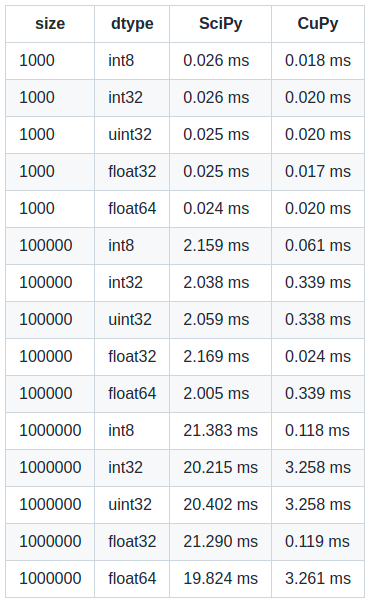 size dtype SciPy CuPy
1000 int8 0.026 ms 0.018 ms
1000 int32 0.026 ms 0.020 ms
1000 uint32 0.025 ms 0.020 ms
1000 float32 0.025 ms 0.017 ms
1000 float64 0.024 ms 0.020 ms
100000 int8 2.159 ms 0.061 ms
100000 int32 2.038 ms 0.339 ms
100000 uint32 2.059 ms 0.338 ms
100000 float32 2.169 ms 0.024 ms
100000 float64 2.005 ms 0.339 ms
1000000 int8 21.383 ms 0.118 ms
1000000 int32 20.215 ms 3.258 ms
1000000 uint32 20.402 ms 3.258 ms
1000000 float32 21.290 ms 0.119 ms
1000000 float64 19.824 ms 3.261 ms